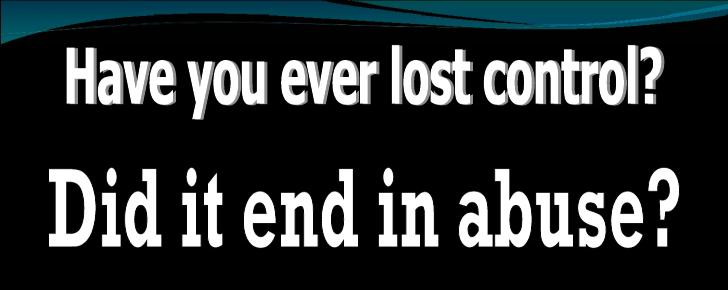 Have you ever lost control?
Did it end in abuse?